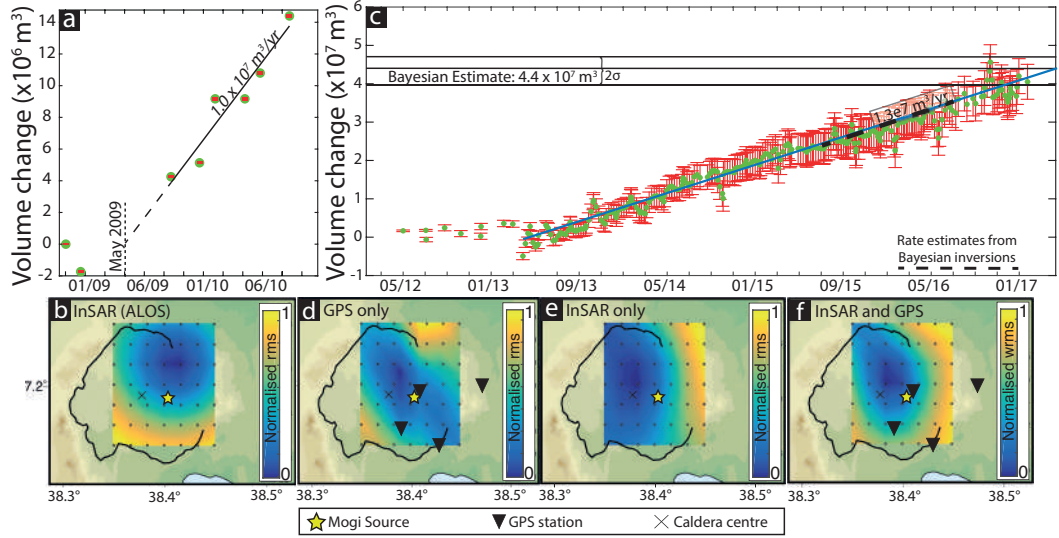 a
Volume change (x10⁶ m³)
14
12
10
8
6
4
2
0
-2
1.0 x 10⁷ m³/yr
May 2009
01/09
06/09
01/10
06/10
c
Volume change (x10⁷ m³)
6
5
4
3
2
1
0
-1
Bayesian Estimate: 4.4 x 10⁷ m³
2σ
1.3e7 m³/yr
Rate estimates from
Bayesian inversions
05/12
01/13
09/13
05/14
01/15
09/15
05/16
01/17
b InSAR (ALOS)
Normalised rms
1
0
d GPS only
Normalised rms
1
0
e InSAR only
Normalised rms
1
0
f InSAR and GPS
Normalised wrms
1
0
7.2°
38.3°
38.4°
38.5°
38.3°
38.4°
38.5°
38.3°
38.4°
38.5°
38.3°
38.4°
38.5°
Mogi Source
GPS station
Caldera centre